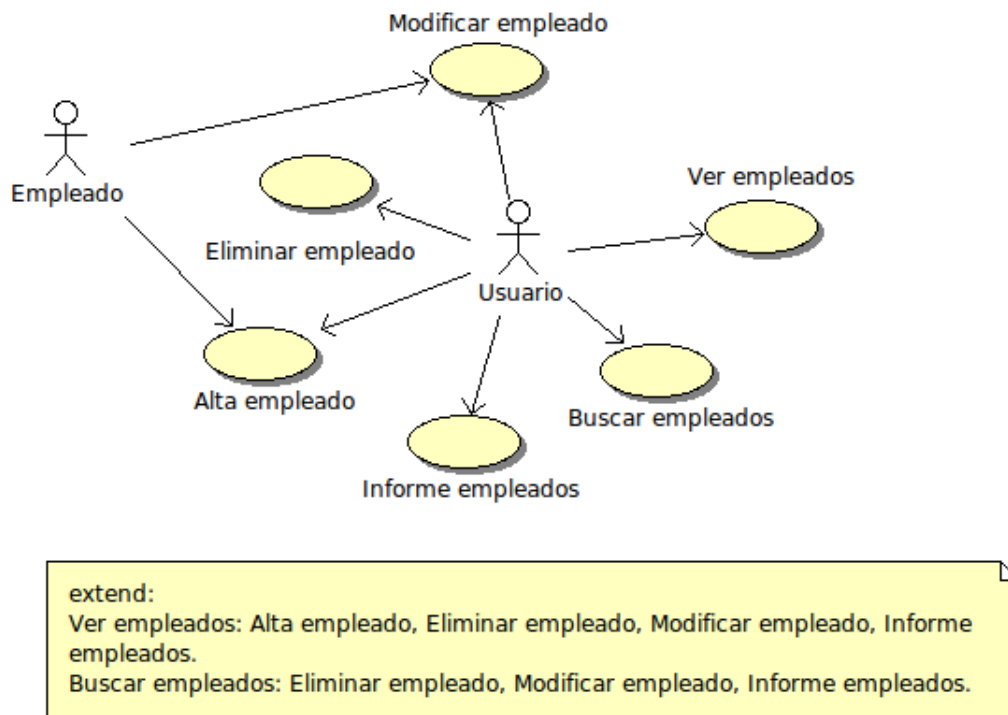 Modificar empleado
Empleado
Ver empleados
Eliminar empleado
Usuario
Alta empleado
Buscar empleados
Informe empleados
extend:
Ver empleados: Alta empleado, Eliminar empleado, Modificar empleado, Informe
empleados.
Buscar empleados: Eliminar empleado, Modificar empleado, Informe empleados.